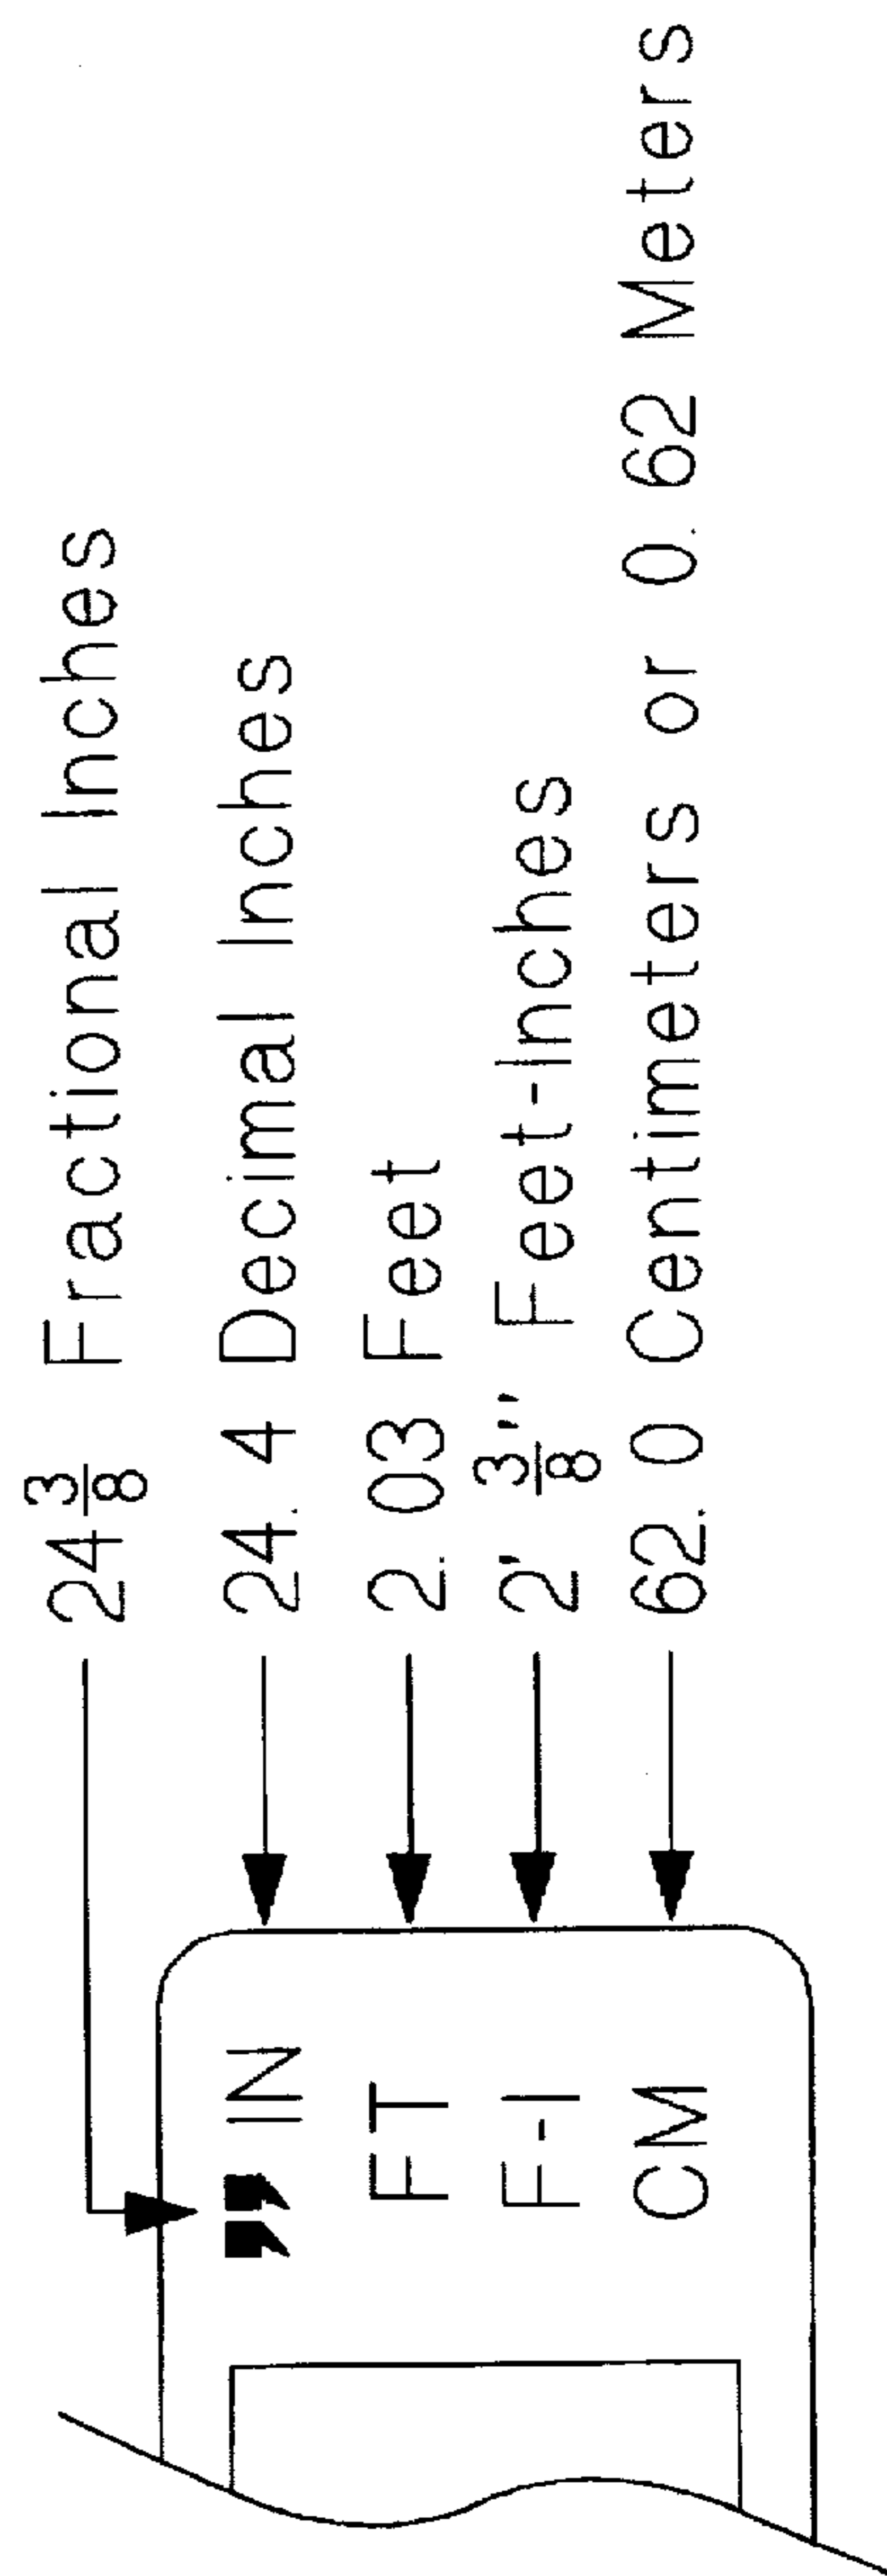 24 3/8 Fractional Inches
” IN 24.4 Decimal Inches
FT 2.03 Feet
F-I 2' 3/8'' Feet-Inches
CM 62.0 Centimeters or 0.62 Meters